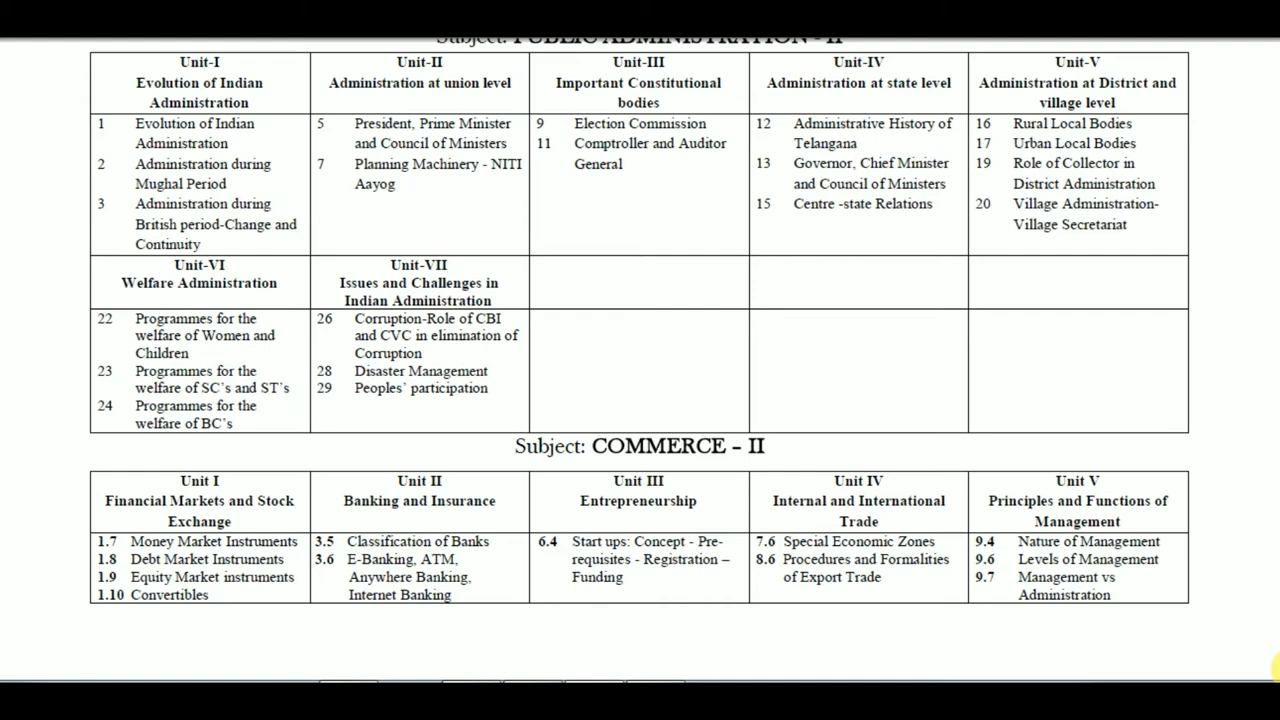 Subject: PUBLIC ADMINISTRATION - II
Unit-I
Evolution of Indian
Administration
Unit-II
Administration at union level
Unit-III
Important Constitutional
bodies
Unit-IV
Administration at state level
Unit-V
Administration at District and
village level
1 Evolution of Indian
Administration
2 Administration during
Mughal Period
3 Administration during
British period-Change and
Continuity
5 President, Prime Minister
and Council of Ministers
7 Planning Machinery - NITI
Aayog
9 Election Commission
11 Comptroller and Auditor
General
12 Administrative History of
Telangana
13 Governor, Chief Minister
and Council of Ministers
15 Centre -state Relations
16 Rural Local Bodies
17 Urban Local Bodies
19 Role of Collector in
District Administration
20 Village Administration-
Village Secretariat
Unit-VI
Welfare Administration
Unit-VII
Issues and Challenges in
Indian Administration
22 Programmes for the
welfare of Women and
Children
23 Programmes for the
welfare of SC's and ST's
24 Programmes for the
welfare of BC's
26 Corruption-Role of CBI
and CVC in elimination of
Corruption
28 Disaster Management
29 Peoples' participation
Subject: COMMERCE – II
Unit I
Financial Markets and Stock
Exchange
Unit II
Banking and Insurance
Unit III
Entrepreneurship
Unit IV
Internal and International
Trade
Unit V
Principles and Functions of
Management
1.7 Money Market Instruments
1.8 Debt Market Instruments
1.9 Equity Market instruments
1.10 Convertibles
3.5 Classification of Banks
3.6 E-Banking, ATM,
Anywhere Banking,
Internet Banking
6.4 Start ups: Concept - Pre-
requisites - Registration –
Funding
7.6 Special Economic Zones
8.6 Procedures and Formalities
of Export Trade
9.4 Nature of Management
9.6 Levels of Management
9.7 Management vs
Administration